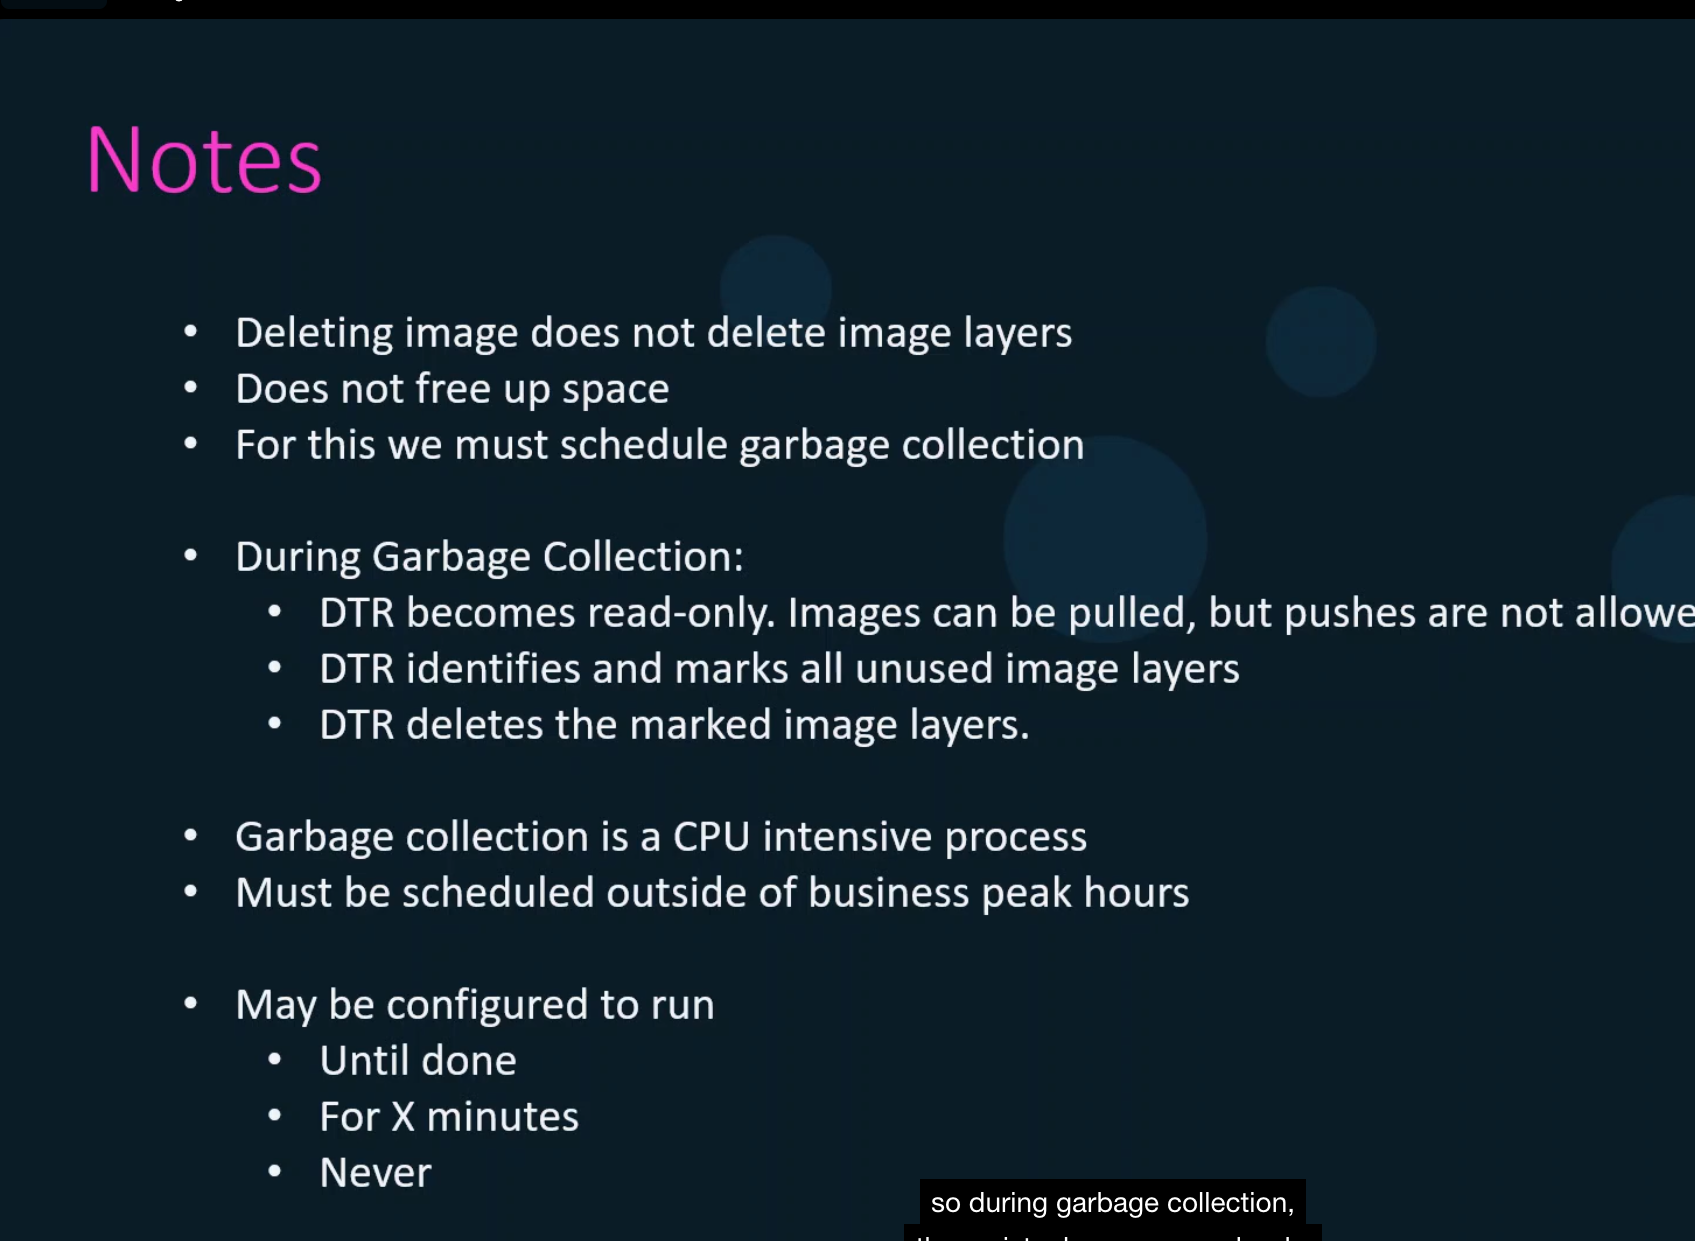 Notes
• Deleting image does not delete image layers
• Does not free up space
• For this we must schedule garbage collection
• During Garbage Collection:
• DTR becomes read-only. Images can be pulled, but pushes are not allowe
• DTR identifies and marks all unused image layers
• DTR deletes the marked image layers.
• Garbage collection is a CPU intensive process
• Must be scheduled outside of business peak hours
• May be configured to run
• Until done
• For X minutes
• Never
so during garbage collection,